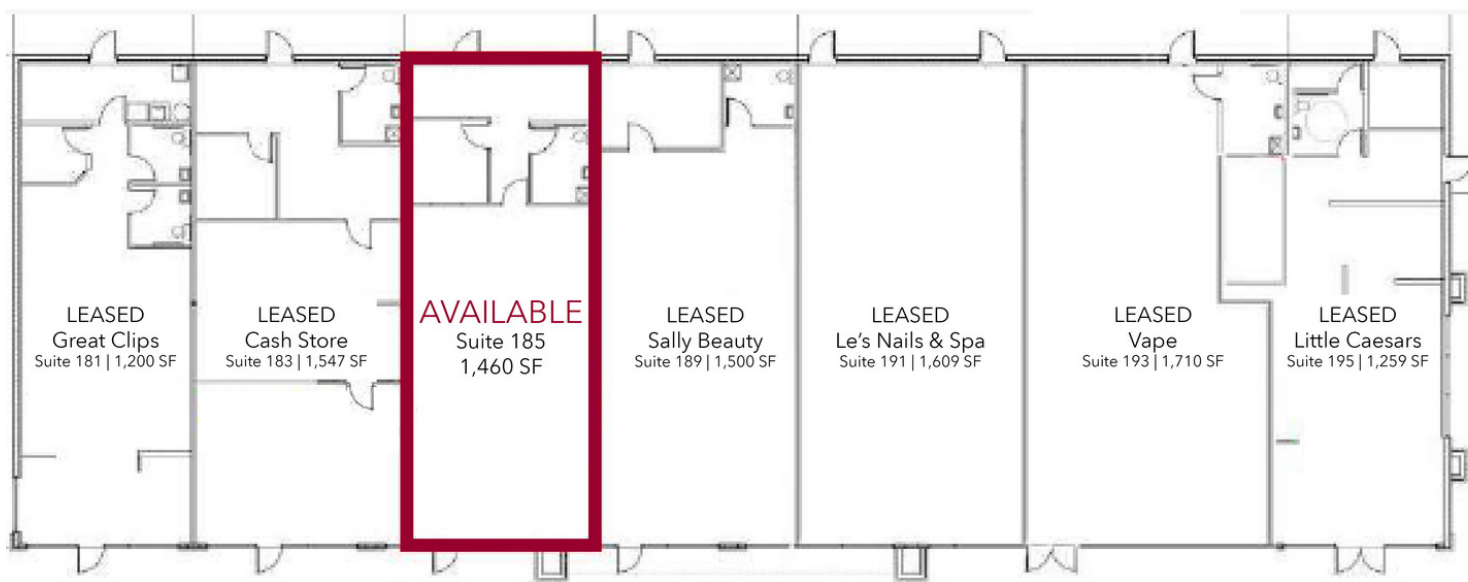 LEASED
Great Clips
Suite 181 | 1,200 SF
LEASED
Cash Store
Suite 183 | 1,547 SF
AVAILABLE
Suite 185
1,460 SF
LEASED
Sally Beauty
Suite 189 | 1,500 SF
LEASED
Le's Nails & Spa
Suite 191 | 1,609 SF
LEASED
Vape
Suite 193 | 1,710 SF
LEASED
Little Caesars
Suite 195 | 1,259 SF